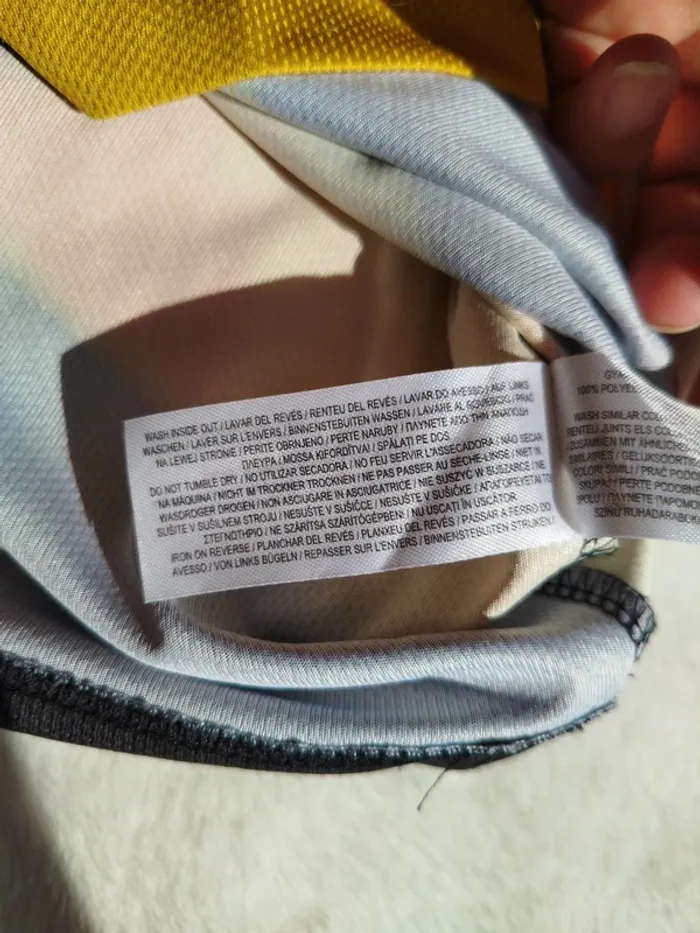 WASH INSIDE OUT / LAVAR DEL REVÉS / RENTEU DEL REVÉS / LAVAR DO AVESSO / AUF LINKS
WASCHEN / LAVER SUR L'ENVERS / BINNENSTEBUITEN WASSEN / LAVARE AL ROVESCIO / PRAĆ
NA LEWEJ STRONIE / PERITE OBRNJENO / PERTE NARUBY / ΠΛΥΝΕΤΕ ΑΠΟ ΤΗΝ ΑΝΑΠΟΔΗ
ΠΛΕΥΡΑ / MOSSA KIFORDÍTVA / SPĂLAȚI PE DOS
DO NOT TUMBLE DRY / NO UTILIZAR SECADORA / NO FEU SERVIR L'ASSECADORA / NÃO SECAR
NA MÁQUINA / NICHT IM TROCKNER TROCKNEN / NE PAS PASSER AU SÈCHE-LINGE / NIET IN
WASDROGER DROGEN / NON ASCIUGARE IN ASCIUGATRICE / NIE SUSZYĆ W SUSZARCE / NE
SUŠITE V SUŠILNEM STROJU / NESUŠTE V SUŠIČKE / NESUŠTE V SUŠIČCE / ΑΠΑΓΟΡΕΥΕΤΑΙ ΤΟ
ΣΤΕΓΝΩΤΗΡΙΟ / NE SZÁRÍTSA SZÁRÍTÓGÉPBEN! / NU USCAȚI ÎN USCĂTOR
IRON ON REVERSE / PLANCHAR DEL REVÉS / PLANXEU DEL REVÉS / PASSAR A FERRO DO
AVESSO / VON LINKS BÜGELN / REPASSER SUR L'ENVERS / BINNENSTEBUITEN STRIJKEN /
100% POLYE
WASH SIMILAR COL
RENTEU JUNTS ELS COL
ZUSAMMEN MIT ÄHNLICHE
/ GELIJKSOORT
COLORI SIMILI / PRAĆ PODOB
SKUPAJ / PERTE PODOB
SPOLU / ΠΛΥΝΕΤΕ ΠΑΡΟΜΟ
SZÍNŰ RUHADARAB